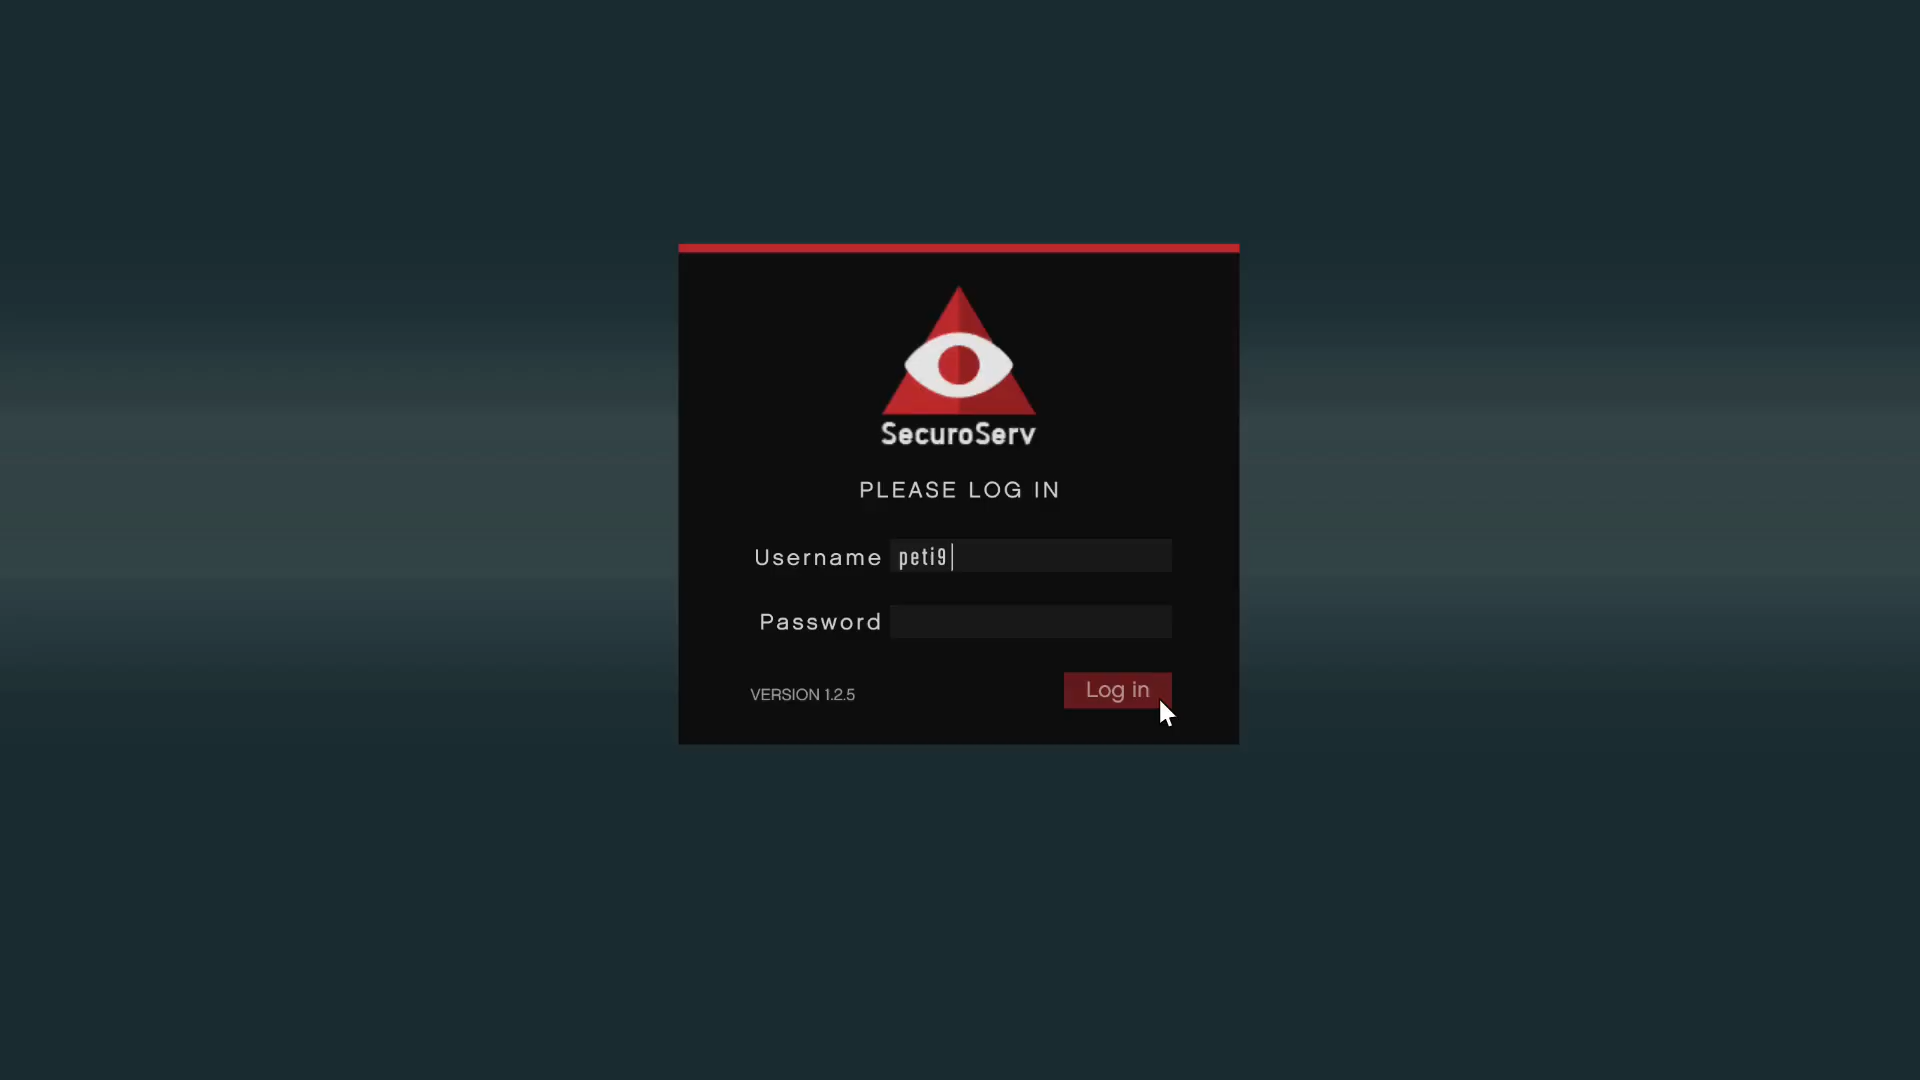 SecuroServ
PLEASE LOG IN
Username peti9
Password
VERSION 1.2.5
Log in